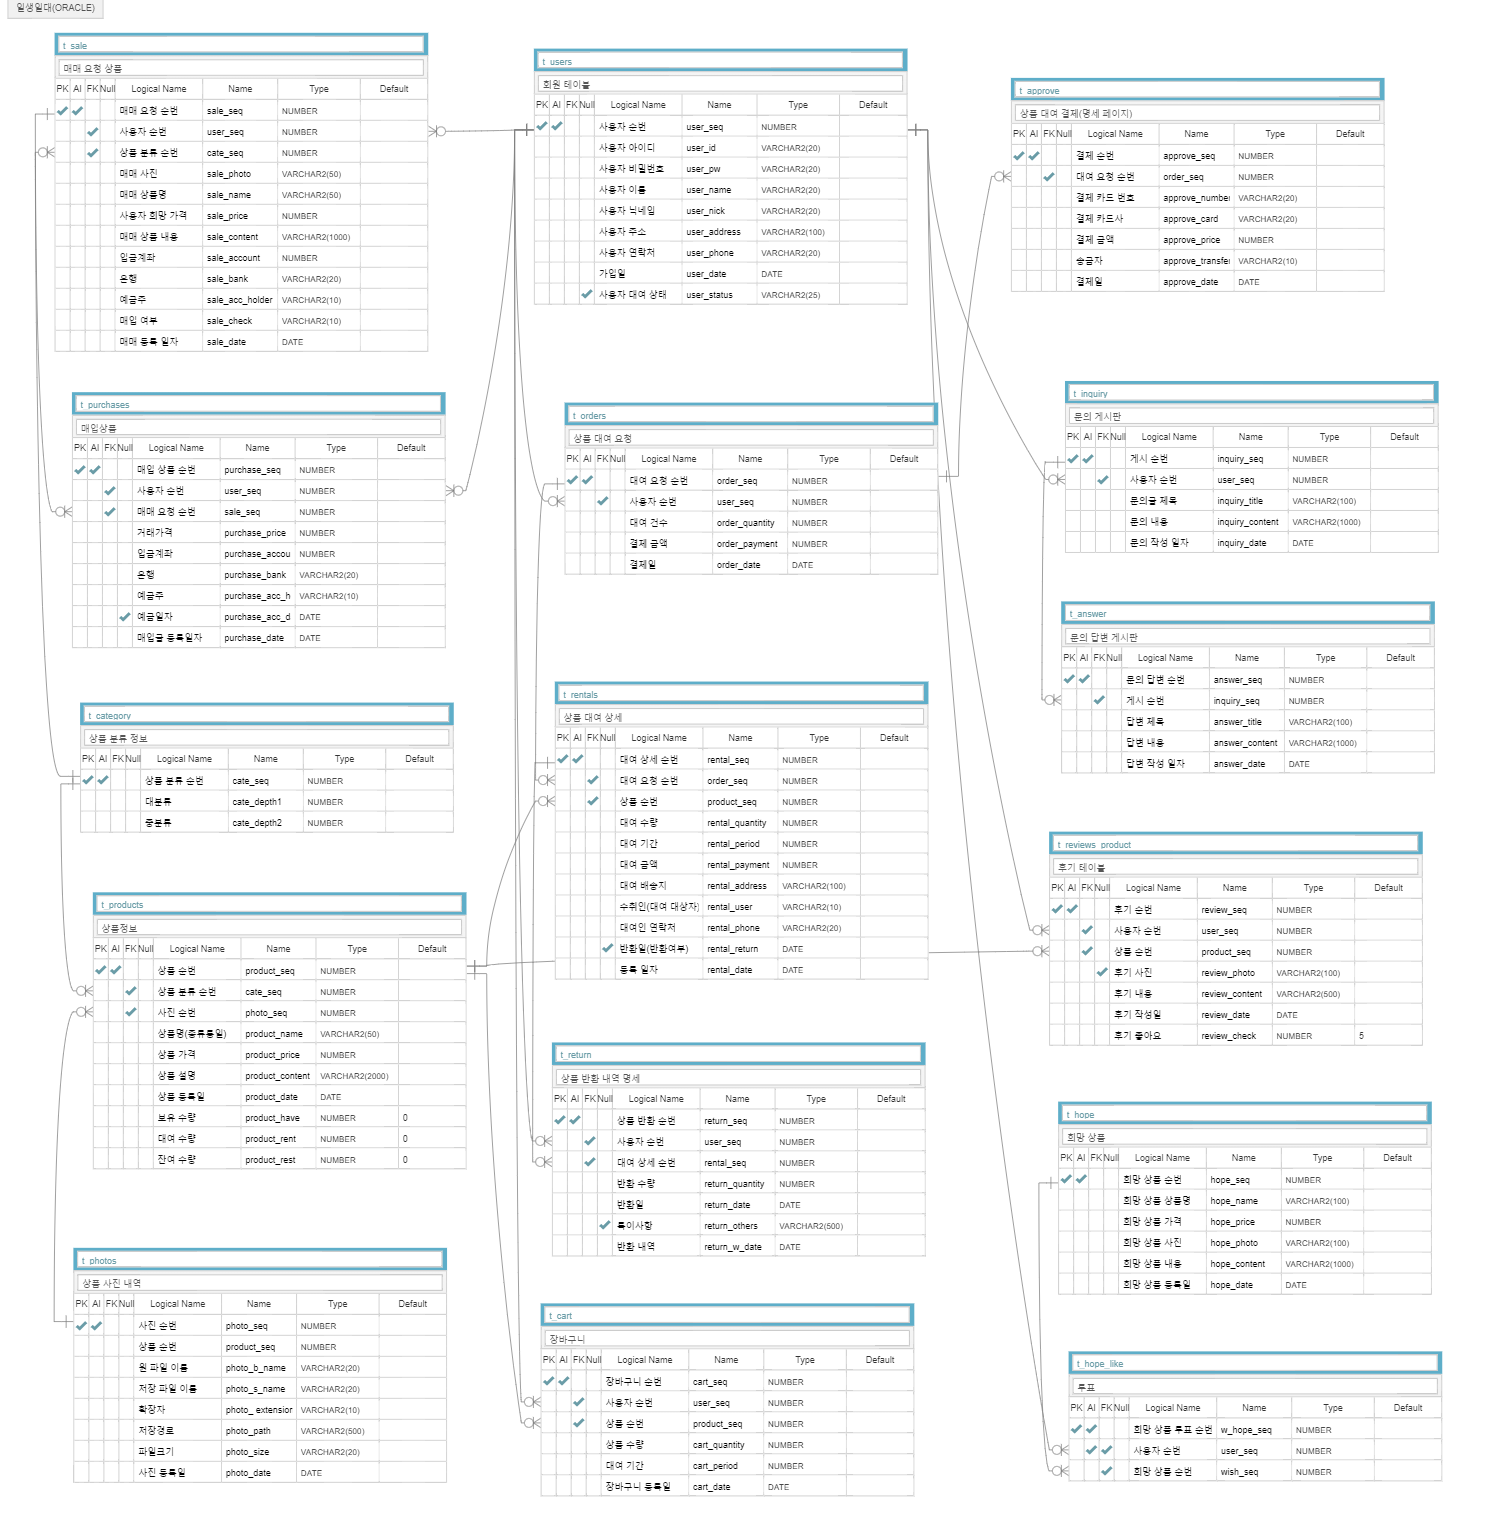 일생일대(ORACLE)
t_sale
매매 요청 상품
PK AI FK Null Logical Name Name Type Default
매매 요청 순번 sale_seq NUMBER
사용자 순번 user_seq NUMBER
상품 분류 순번 cate_seq NUMBER
매매 사진 sale_photo VARCHAR2(50)
매매 상품명 sale_name VARCHAR2(50)
사용자 희망 가격 sale_price NUMBER
매매 상품 내용 sale_content VARCHAR2(1000)
입금계좌 sale_account NUMBER
은행 sale_bank VARCHAR2(20)
예금주 sale_acc_holder VARCHAR2(10)
매입 여부 sale_check VARCHAR2(10)
매매 등록 일자 sale_date DATE
t_purchases
매입상품
PK AI FK Null Logical Name Name Type Default
매입 상품 순번 purchase_seq NUMBER
사용자 순번 user_seq NUMBER
매매 요청 순번 sale_seq NUMBER
거래가격 purchase_price NUMBER
입금계좌 purchase_accou NUMBER
은행 purchase_bank VARCHAR2(20)
예금주 purchase_acc_h VARCHAR2(10)
예금일자 purchase_acc_d DATE
매입글 등록일자 purchase_date DATE
t_category
상품 분류 정보
PK AI FK Null Logical Name Name Type Default
상품 분류 순번 cate_seq NUMBER
대분류 cate_depth1 NUMBER
중분류 cate_depth2 NUMBER
t_products
상품정보
PK AI FK Null Logical Name Name Type Default
상품 순번 product_seq NUMBER
상품 분류 순번 cate_seq NUMBER
사진 순번 photo_seq NUMBER
상품명(종류통일) product_name VARCHAR2(50)
상품 가격 product_price NUMBER
상품 설명 product_content VARCHAR2(2000)
상품 등록일 product_date DATE
보유 수량 product_have NUMBER 0
대여 수량 product_rent NUMBER 0
잔여 수량 product_rest NUMBER 0
t_photos
상품 사진 내역
PK AI FK Null Logical Name Name Type Default
사진 순번 photo_seq NUMBER
상품 순번 product_seq NUMBER
원 파일 이름 photo_b_name VARCHAR2(20)
저장 파일 이름 photo_s_name VARCHAR2(20)
확장자 photo_ extensior VARCHAR2(10)
저장경로 photo_path VARCHAR2(500)
파일크기 photo_size VARCHAR2(20)
사진 등록일 photo_date DATE
t_users
회원 테이블
PK AI FK Null Logical Name Name Type Default
사용자 순번 user_seq NUMBER
사용자 아이디 user_id VARCHAR2(20)
사용자 비밀번호 user_pw VARCHAR2(20)
사용자 이름 user_name VARCHAR2(20)
사용자 닉네임 user_nick VARCHAR2(20)
사용자 주소 user_address VARCHAR2(100)
사용자 연락처 user_phone VARCHAR2(20)
가입일 user_date DATE
사용자 대여 상태 user_status VARCHAR2(25)
t_orders
상품 대여 요청
PK AI FK Null Logical Name Name Type Default
대여 요청 순번 order_seq NUMBER
사용자 순번 user_seq NUMBER
대여 건수 order_quantity NUMBER
결제 금액 order_payment NUMBER
결제일 order_date DATE
t_rentals
상품 대여 상세
PK AI FK Null Logical Name Name Type Default
대여 상세 순번 rental_seq NUMBER
대여 요청 순번 order_seq NUMBER
상품 순번 product_seq NUMBER
대여 수량 rental_quantity NUMBER
대여 기간 rental_period NUMBER
대여 금액 rental_payment NUMBER
대여 배송지 rental_address VARCHAR2(100)
수취인(대여 대상자) rental_user VARCHAR2(10)
대여인 연락처 rental_phone VARCHAR2(20)
반환일(반환여부) rental_return DATE
등록 일자 rental_date DATE
t_return
상품 반환 내역 명세
PK AI FK Null Logical Name Name Type Default
상품 반환 순번 return_seq NUMBER
사용자 순번 user_seq NUMBER
대여 상세 순번 rental_seq NUMBER
반환 수량 return_quantity NUMBER
반환일 return_date DATE
특이사항 return_others VARCHAR2(500)
반환 내역 return_w_date DATE
t_cart
장바구니
PK AI FK Null Logical Name Name Type Default
장바구니 순번 cart_seq NUMBER
사용자 순번 user_seq NUMBER
상품 순번 product_seq NUMBER
상품 수량 cart_quantity NUMBER
대여 기간 cart_period NUMBER
장바구니 등록일 cart_date DATE
t_approve
상품 대여 결제(명세 페이지)
PK AI FK Null Logical Name Name Type Default
결제 순번 approve_seq NUMBER
대여 요청 순번 order_seq NUMBER
결제 카드 번호 approve_numbe VARCHAR2(20)
결제 카드사 approve_card VARCHAR2(20)
결제 금액 approve_price NUMBER
송금자 approve_transfe VARCHAR2(10)
결제일 approve_date DATE
t_inquiry
문의 게시판
PK AI FK Null Logical Name Name Type Default
게시 순번 inquiry_seq NUMBER
사용자 순번 user_seq NUMBER
문의글 제목 inquiry_title VARCHAR2(100)
문의 내용 inquiry_content VARCHAR2(1000)
문의 작성 일자 inquiry_date DATE
t_answer
문의 답변 게시판
PK AI FK Null Logical Name Name Type Default
문의 답변 순번 answer_seq NUMBER
게시 순번 inquiry_seq NUMBER
답변 제목 answer_title VARCHAR2(100)
답변 내용 answer_content VARCHAR2(1000)
답변 작성 일자 answer_date DATE
t_reviews_product
후기 테이블
PK AI FK Null Logical Name Name Type Default
후기 순번 review_seq NUMBER
사용자 순번 user_seq NUMBER
상품 순번 product_seq NUMBER
후기 사진 review_photo VARCHAR2(100)
후기 내용 review_content VARCHAR2(500)
후기 작성일 review_date DATE
후기 좋아요 review_check NUMBER 5
t_hope
희망 상품
PK AI FK Null Logical Name Name Type Default
희망 상품 순번 hope_seq NUMBER
희망 상품 상품명 hope_name VARCHAR2(100)
희망 상품 가격 hope_price NUMBER
희망 상품 사진 hope_photo VARCHAR2(100)
희망 상품 내용 hope_content VARCHAR2(1000)
희망 상품 등록일 hope_date DATE
t_hope_like
투표
PK AI FK Null Logical Name Name Type Default
희망 상품 투표 순번 w_hope_seq NUMBER
사용자 순번 user_seq NUMBER
희망 상품 순번 wish_seq NUMBER